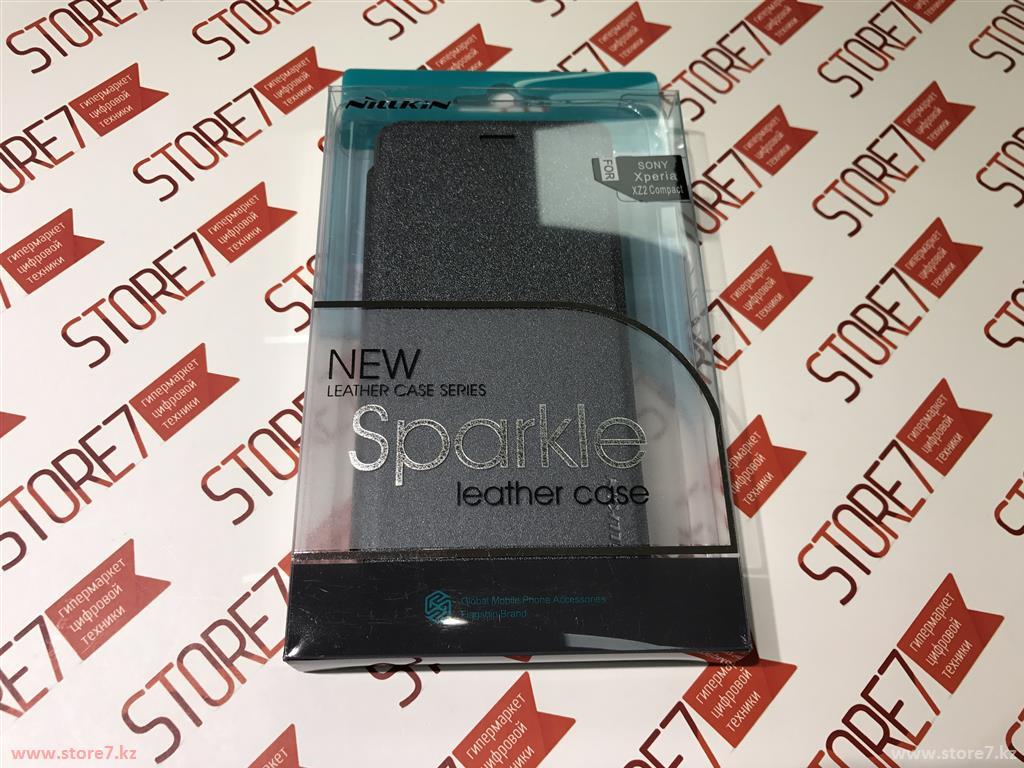 NILLKIN
FOR
SONY
Xperia
XZ2 Compact
NEW
LEATHER CASE SERIES
Sparkle
leather case
Global Mobile Phone Accessories
Flagship Brand
STORE7
гипермаркет
цифровой
техники
www.store7.kz
www.store7.kz